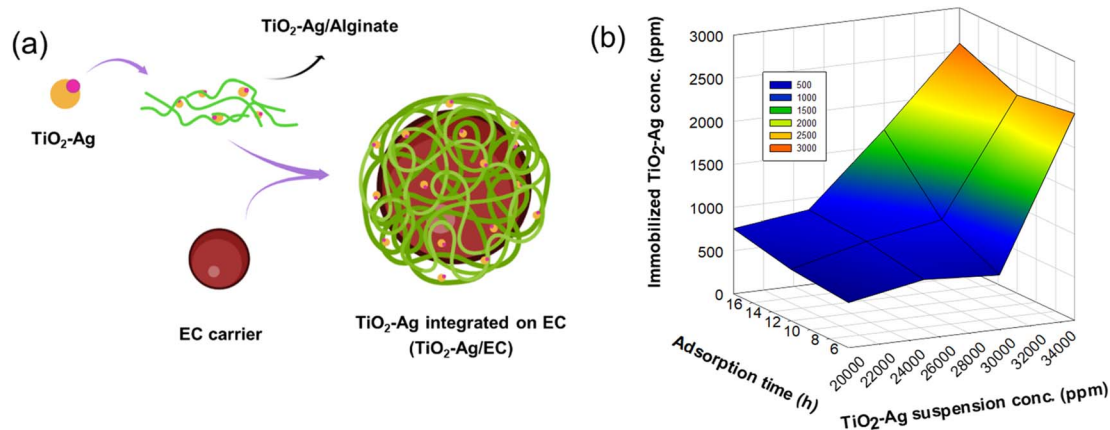 (a)
TiO₂-Ag/Alginate
TiO₂-Ag
EC carrier
TiO₂-Ag integrated on EC
(TiO₂-Ag/EC)
(b)
Immobilized TiO₂-Ag conc. (ppm)
3000
2500
2000
1500
1000
500
0
500
1000
1500
2000
2500
3000
16
14
12
10
8
6
Adsorption time (h)
20000
22000
24000
26000
28000
30000
32000
34000
TiO₂-Ag suspension conc. (ppm)